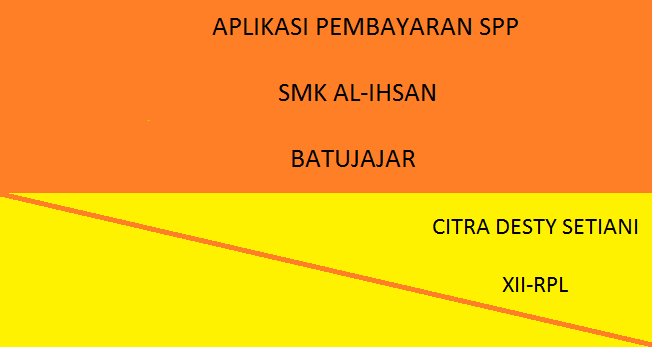 APLIKASI PEMBAYARAN SPP
SMK AL-IHSAN
BATUJAJAR
CITRA DESTY SETIANI
XII-RPL